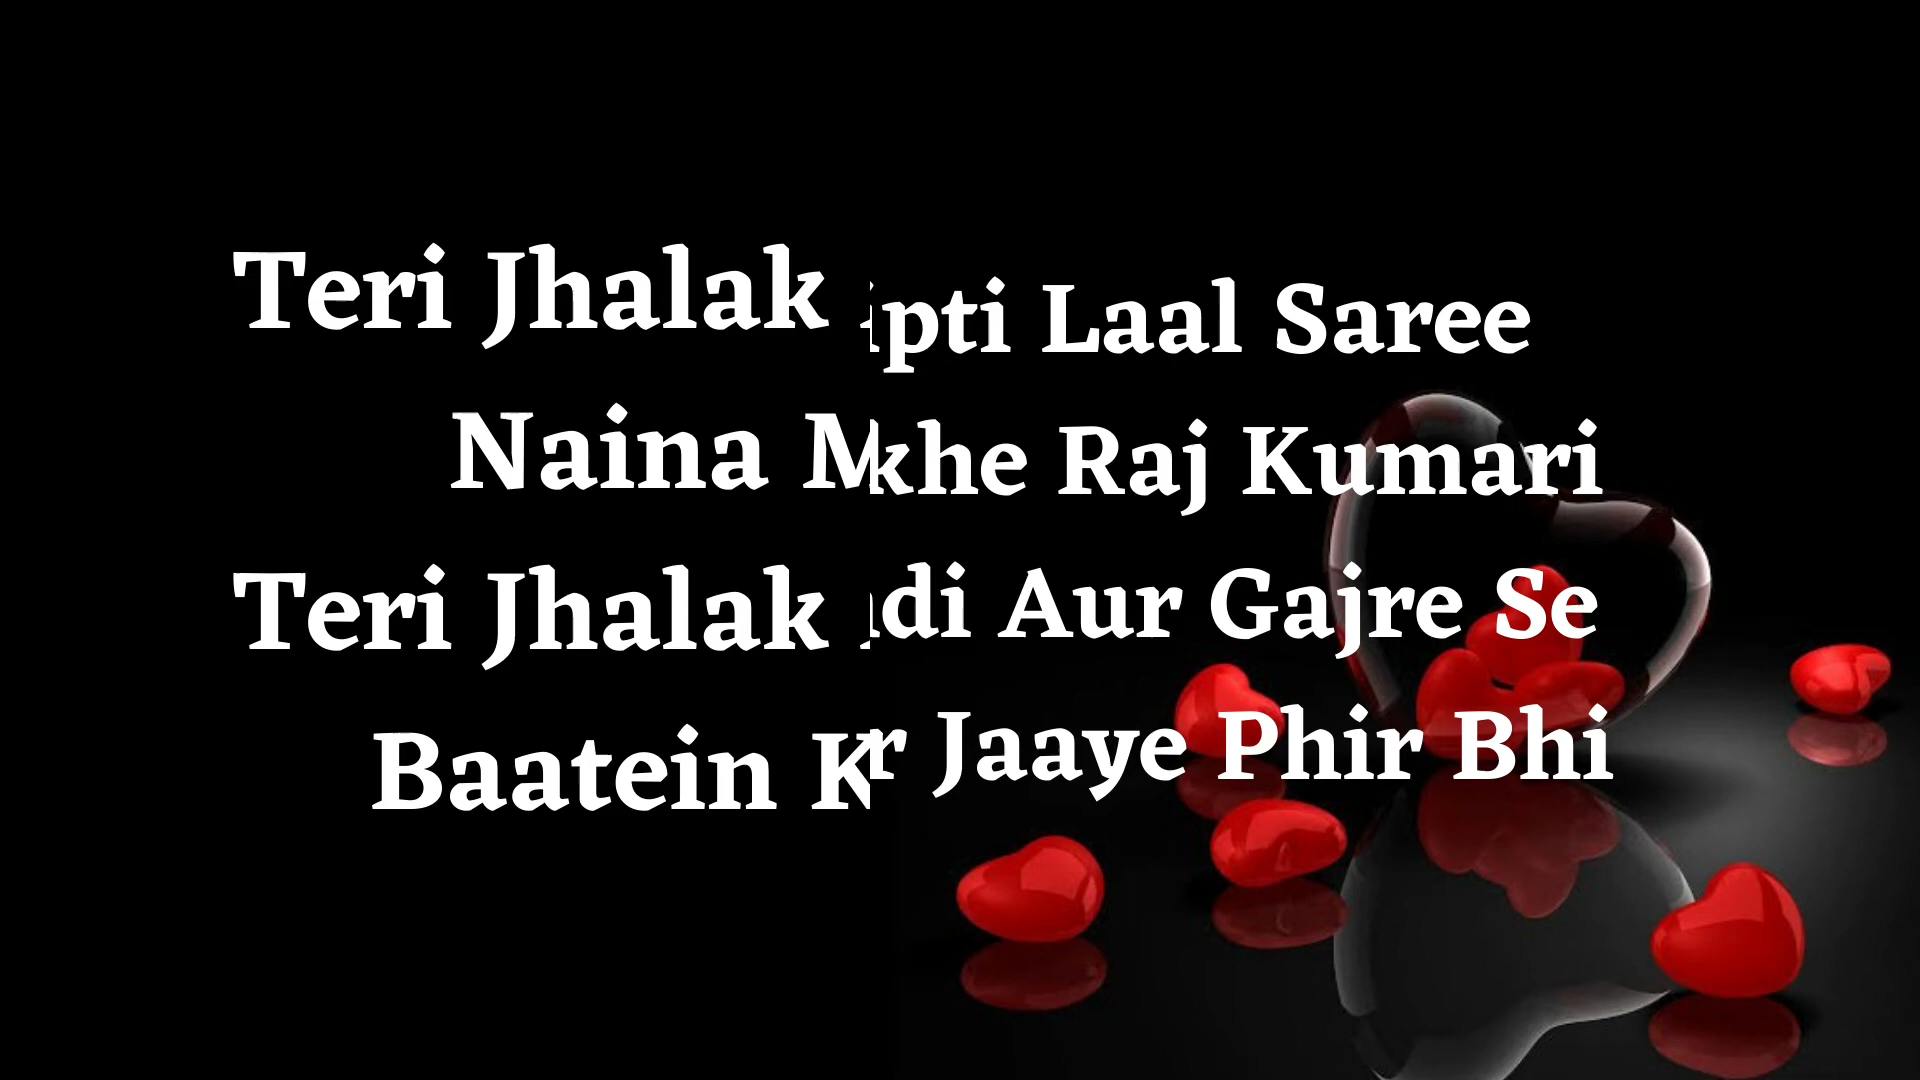 Teri Jhalak
Naina
Teri Jhalak
Baatein
Laal Saree
Raj Kumari
Aur Gajre Se
Jaaye Phir Bhi